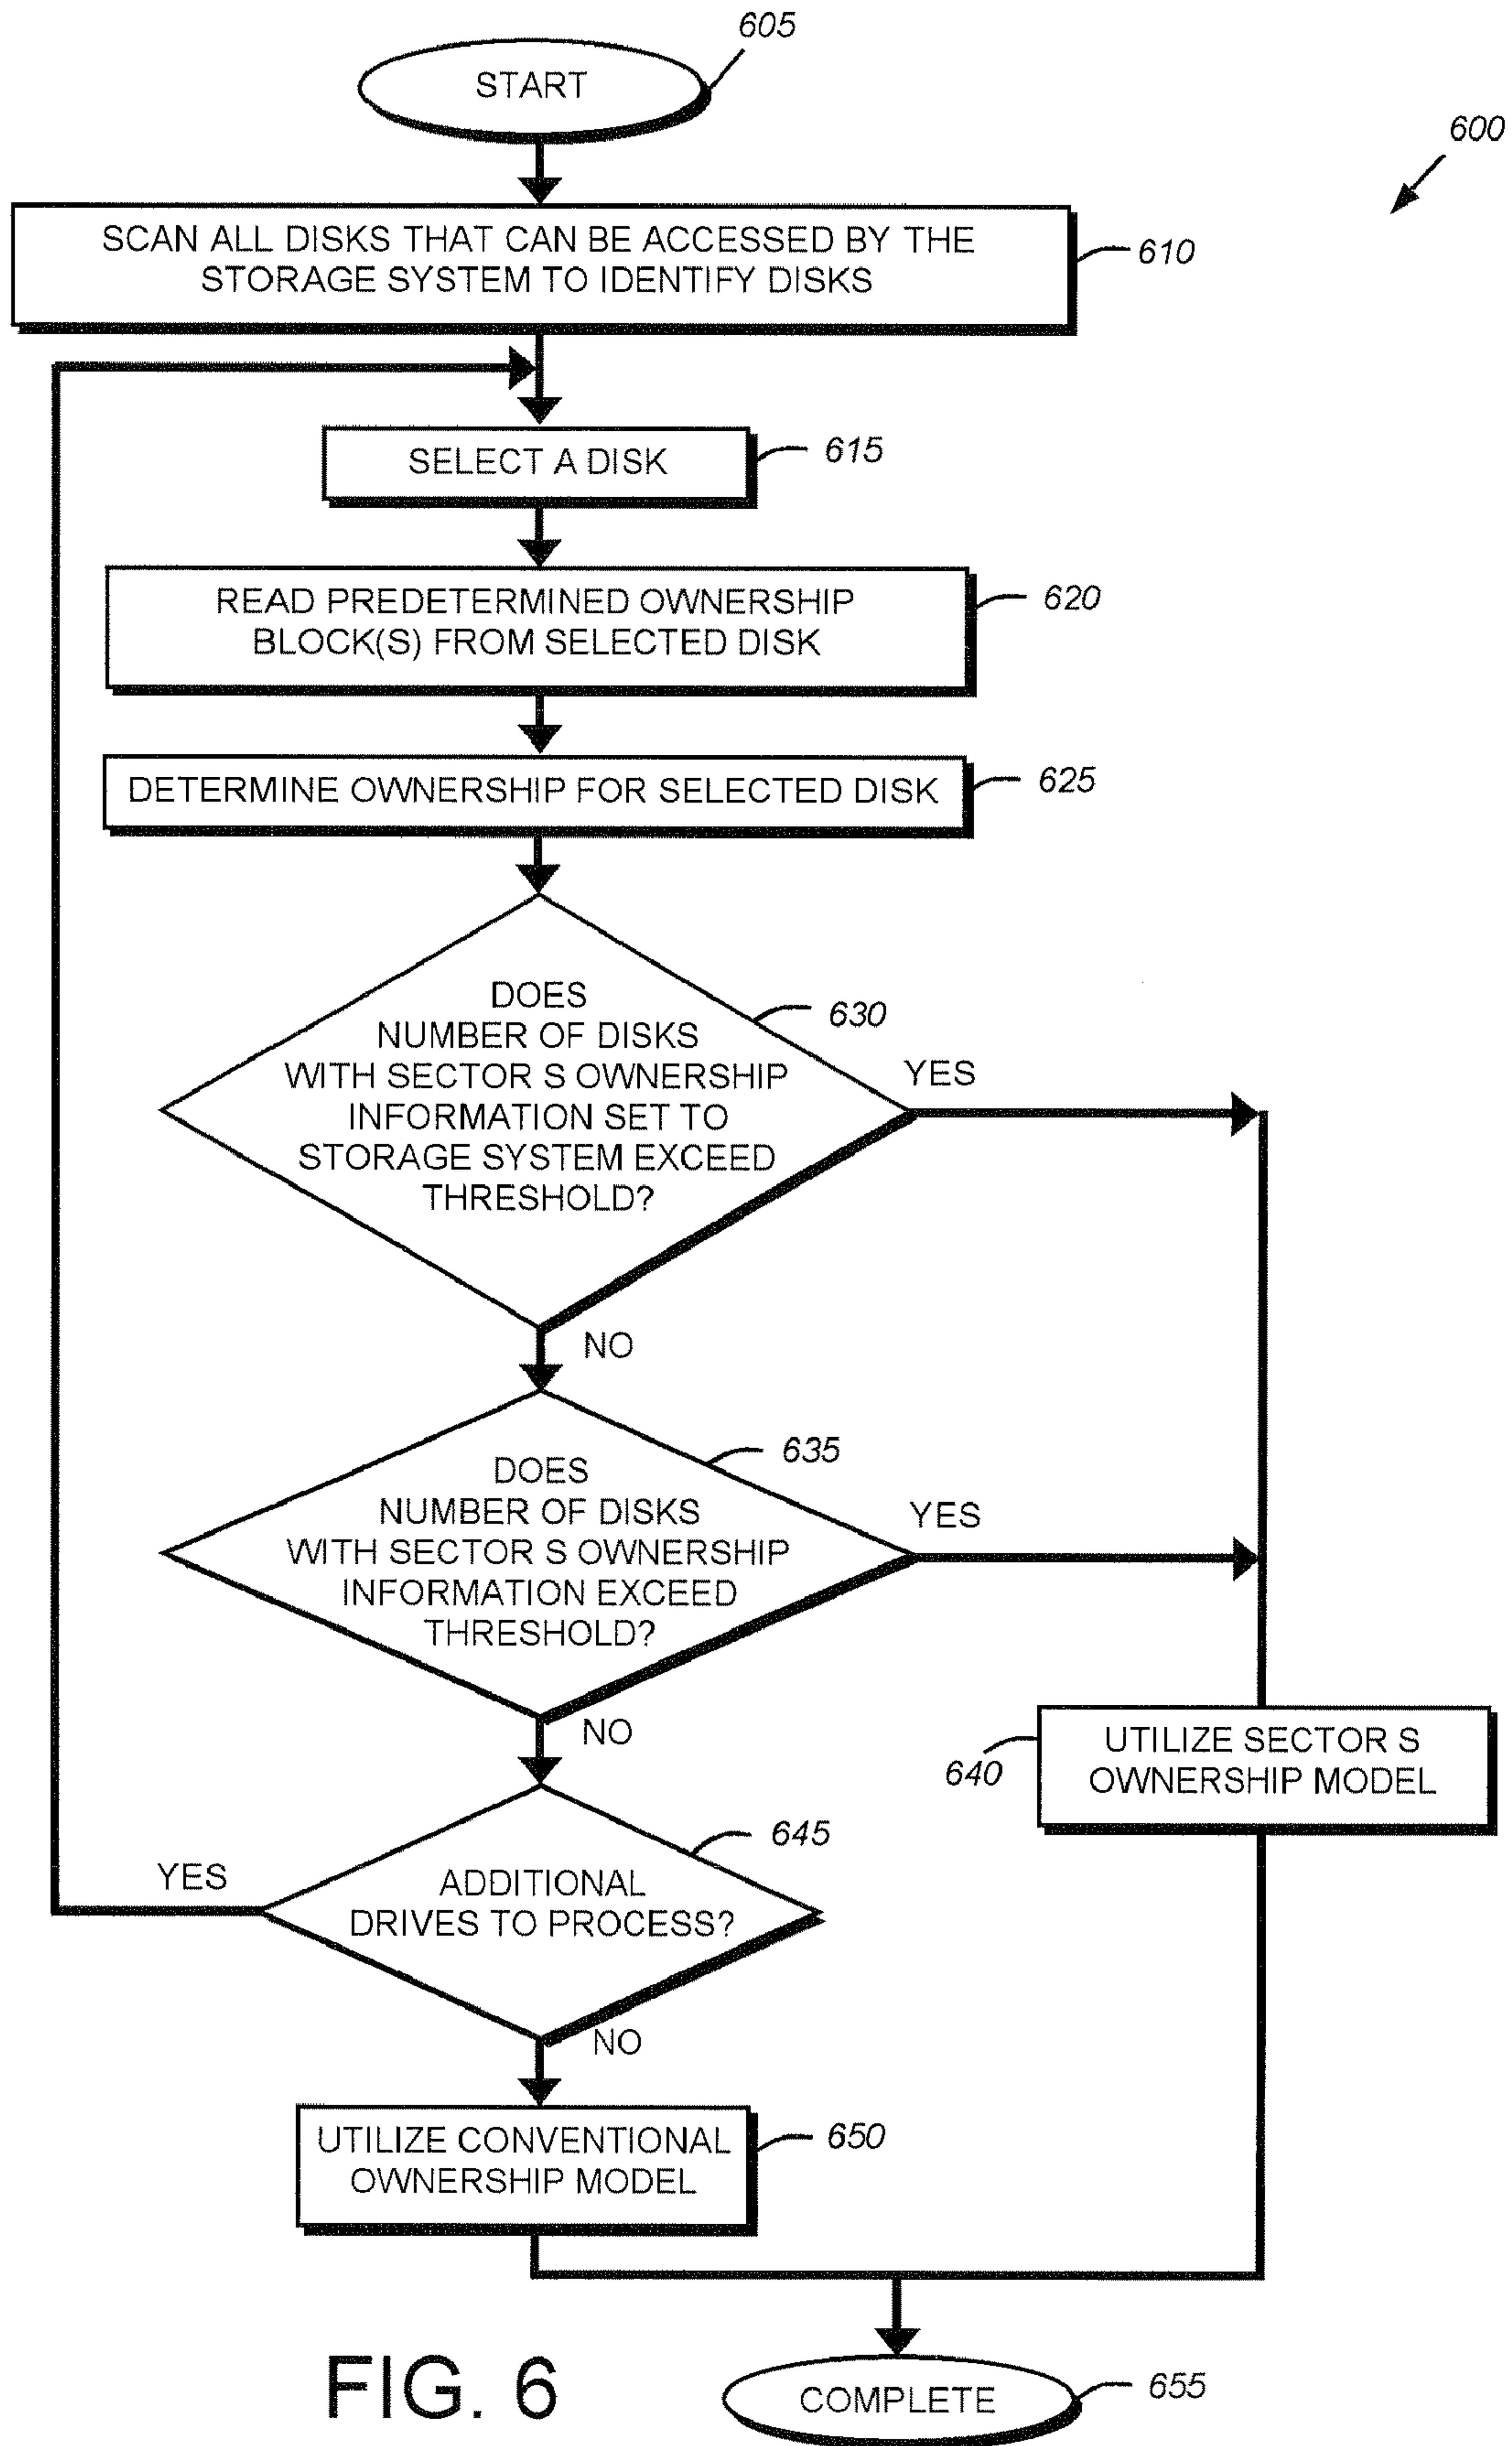 605
START
600
SCAN ALL DISKS THAT CAN BE ACCESSED BY THE
STORAGE SYSTEM TO IDENTIFY DISKS
610
SELECT A DISK
615
READ PREDETERMINED OWNERSHIP
BLOCK(S) FROM SELECTED DISK
620
DETERMINE OWNERSHIP FOR SELECTED DISK
625
DOES
NUMBER OF DISKS
WITH SECTOR S OWNERSHIP
INFORMATION SET TO
STORAGE SYSTEM EXCEED
THRESHOLD?
630
YES
NO
DOES
NUMBER OF DISKS
WITH SECTOR S OWNERSHIP
INFORMATION EXCEED
THRESHOLD?
635
YES
NO
640
UTILIZE SECTOR S
OWNERSHIP MODEL
645
YES
ADDITIONAL
DRIVES TO PROCESS?
NO
UTILIZE CONVENTIONAL
OWNERSHIP MODEL
650
FIG. 6
COMPLETE
655